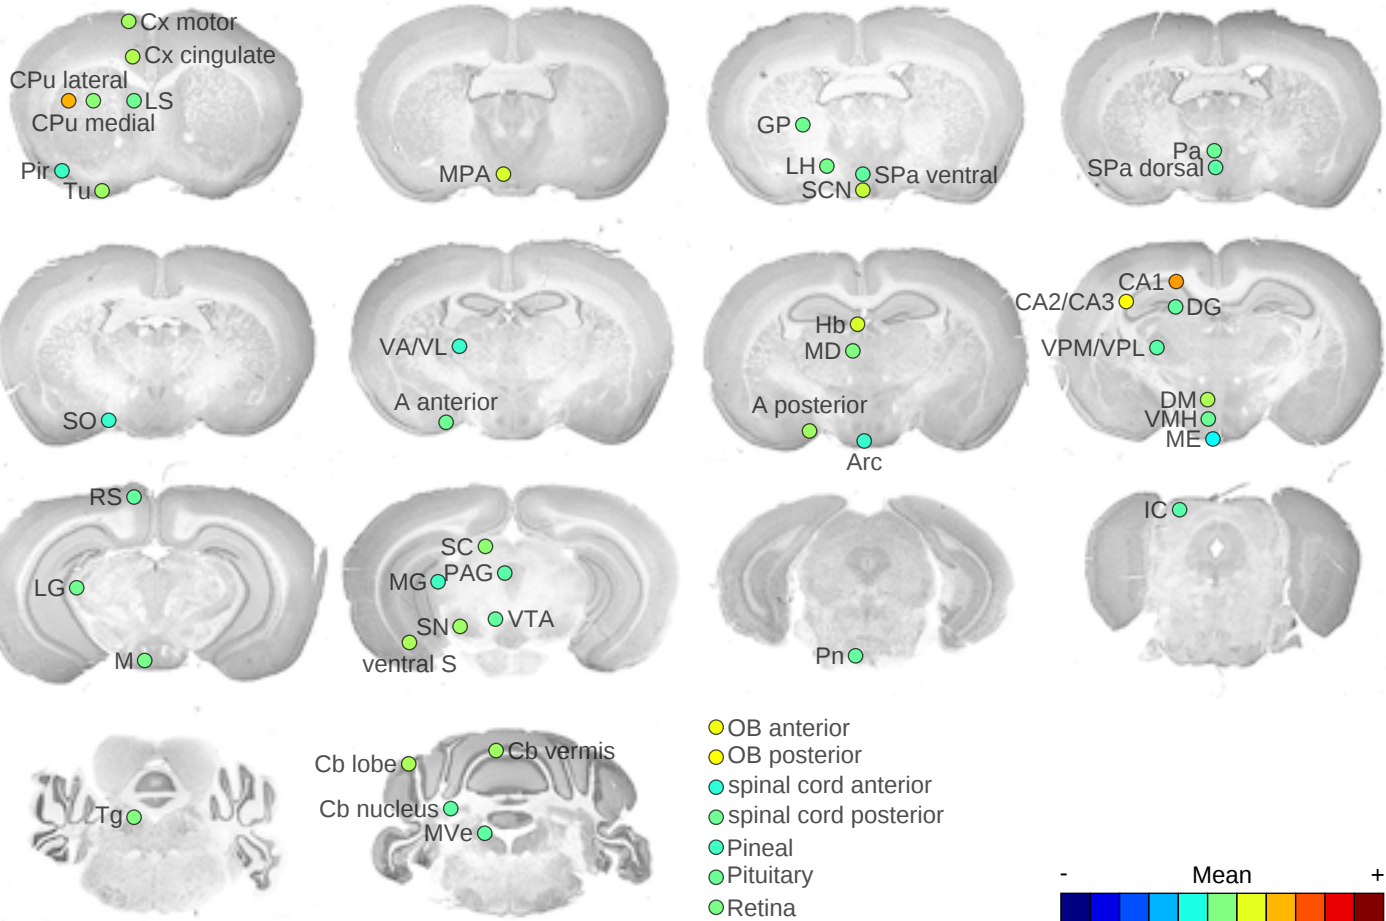 Cx motor
Cx cingulate
CPu lateral
LS
CPu medial
Pir
Tu
MPA
GP
LH
SPa ventral
SCN
Pa
SPa dorsal
SO
VA/VL
A anterior
Hb
MD
A posterior
Arc
CA1
CA2/CA3
DG
VPM/VPL
DM
VMH
ME
RS
LG
M
SC
MG
PAG
SN
VTA
ventral S
Pn
IC
Tg
Cb lobe
Cb vermis
Cb nucleus
MVe
OB anterior
OB posterior
spinal cord anterior
spinal cord posterior
Pineal
Pituitary
Retina
- Mean +